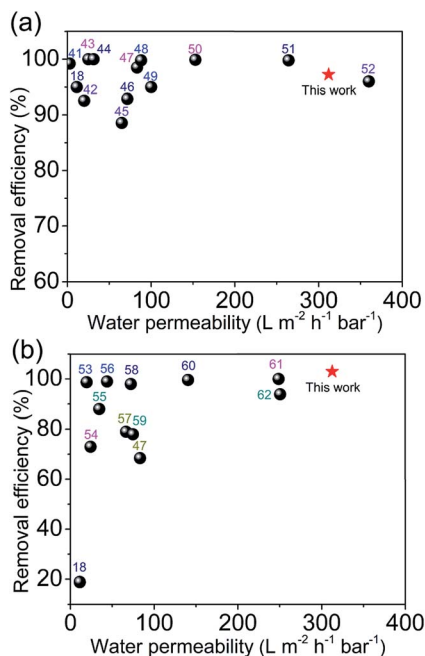 (a)
100
90
80
70
60
Removal efficiency (%)
41 43 44 47 48 50 51 52
18 42 46 49
45
This work
0 100 200 300 400
Water permeability (L m⁻² h⁻¹ bar⁻¹)
(b)
100
80
60
40
20
Removal efficiency (%)
53 56 58 60 61
55 62
57 59
54 47
18
This work
0 100 200 300 400
Water permeability (L m⁻² h⁻¹ bar⁻¹)